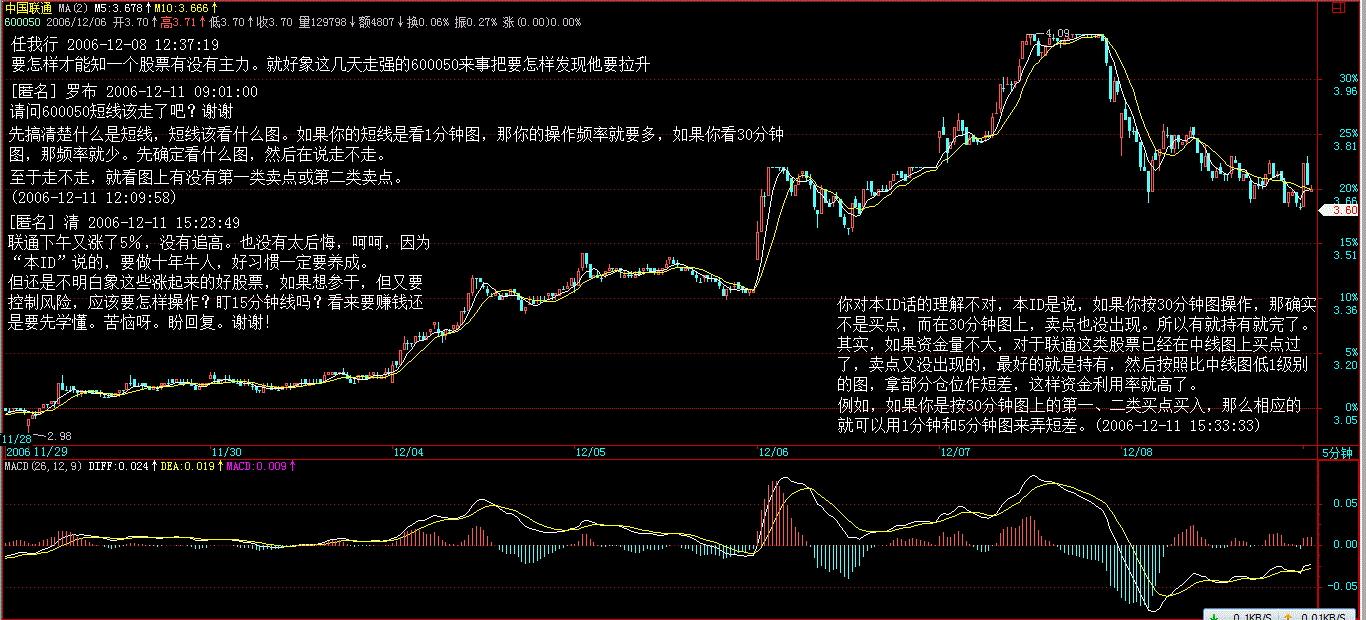 中国联通 MA(2) M5:3.678↑M10:3.666↑
600050 2006/12/06 开3.70↑高3.71↑低3.70↑收3.70 量129798↓额4807↓换0.06% 振0.27% 涨(0.00)0.00%
任我行 2006-12-08 12:37:19
要怎样才能知一个股票有没有主力。就好象这几天走强的600050来事把要怎样发现他要拉升
[匿名] 罗布 2006-12-11 09:01:00
请问600050短线该走了吧？谢谢
先搞清楚什么是短线，短线该看什么图。如果你的短线是看1分钟图，那你的操作频率就要多，如果你看30分钟
图，那频率就少。先确定看什么图，然后在说走不走。
至于走不走，就看图上有没有第一类卖点或第二类卖点。
(2006-12-11 12:09:58)
[匿名] 清 2006-12-11 15:23:49
联通下午又涨了5％，没有追高。也没有太后悔，呵呵，因为
“本ID”说的，要做十年牛人，好习惯一定要养成。
但还是不明白象这些涨起来的好股票，如果想参于，但又要
控制风险，应该要怎样操作？盯15分钟线吗？看来要赚钱还
是要先学懂。苦恼呀。盼回复。谢谢！
4.09
30%
3.96
25%
3.81
20%
3.66
3.60
15%
3.51
10%
3.36
5%
3.20
0%
3.05
你对本ID话的理解不对，本ID是说，如果你按30分钟图操作，那确实
不是买点，而在30分钟图上，卖点也没出现。所以有就持有就完了。
其实，如果资金量不大，对于联通这类股票已经在中线图上买点过
了，卖点又没出现的，最好的就是持有，然后按照比中线图低1级别
的图，拿部分仓位作短差，这样资金利用率就高了。
例如，如果你是按30分钟图上的第一、二类买点买入，那么相应的
就可以用1分钟和5分钟图来弄短差。(2006-12-11 15:33:33)
2.98
11/28
2006 11/29 11/30 12/04 12/05 12/06 12/07 12/08 5分钟
MACD(26,12,9) DIFF:0.024↑DEA:0.019↑MACD:0.009↑
0.05
0.00
-0.05
0.1KB/S 0.01KB/S